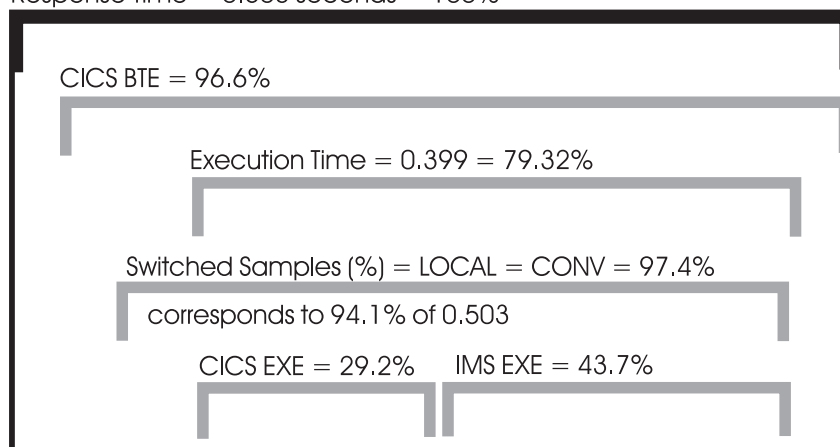 CICS BTE = 96.6%
Execution Time = 0.399 = 79.32%
Switched Samples (%) = LOCAL = CONV = 97.4%
corresponds to 94.1% of 0.503
CICS EXE = 29.2% IMS EXE = 43.7%